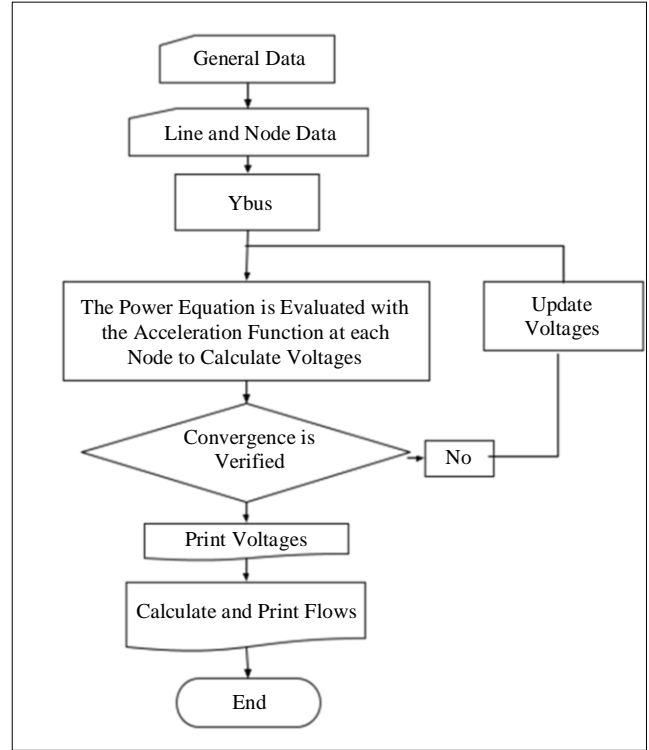 General Data
Line and Node Data
Ybus
The Power Equation is Evaluated with
the Acceleration Function at each
Node to Calculate Voltages
Update
Voltages
Convergence is
Verified
No
Print Voltages
Calculate and Print Flows
End